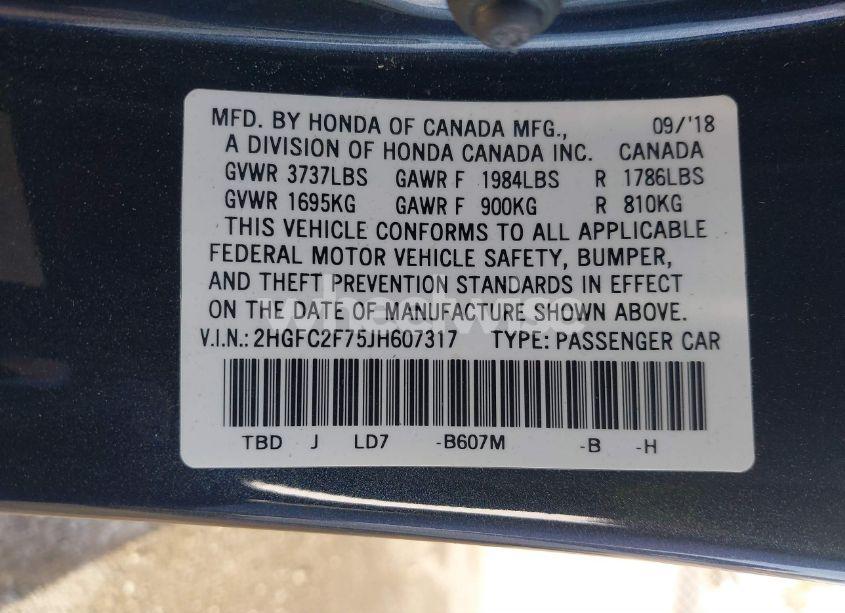 MFD. BY HONDA OF CANADA MFG., 09/'18
A DIVISION OF HONDA CANADA INC. CANADA
GVWR 3737LBS GAWR F 1984LBS R 1786LBS
GVWR 1695KG GAWR F 900KG R 810KG
THIS VEHICLE CONFORMS TO ALL APPLICABLE
FEDERAL MOTOR VEHICLE SAFETY, BUMPER,
AND THEFT PREVENTION STANDARDS IN EFFECT
ON THE DATE OF MANUFACTURE SHOWN ABOVE.
wheelwise
V.I.N.: 2HGFC2F75JH607317 TYPE: PASSENGER CAR
TBD J LD7 -B607M -B -H